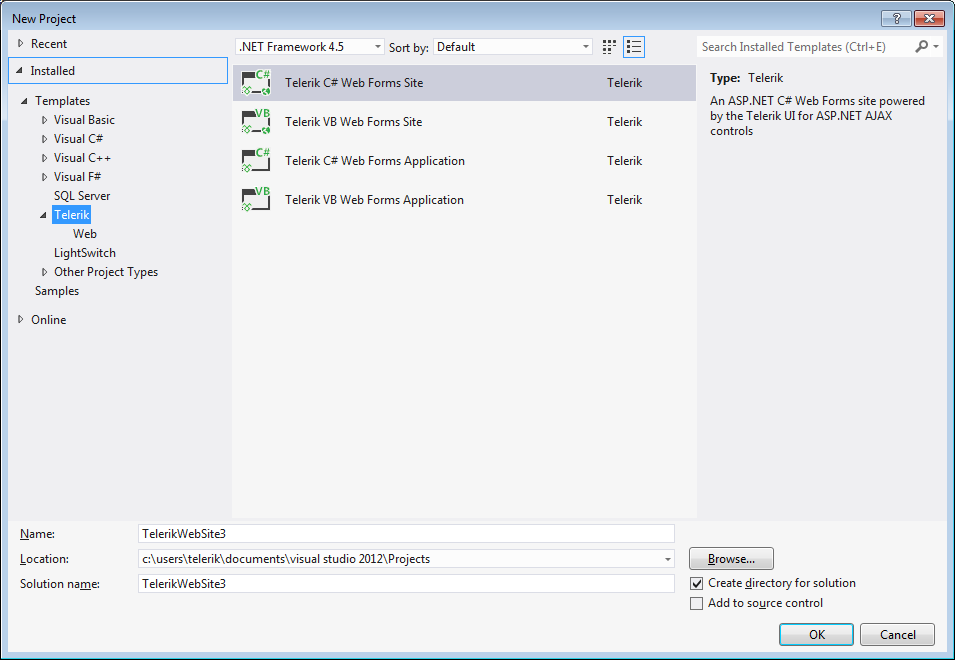 New Project
?
Recent
Installed
Templates
Visual Basic
Visual C#
Visual C++
Visual F#
SQL Server
Telerik
Web
LightSwitch
Other Project Types
Samples
Online
.NET Framework 4.5
Sort by:
Default
C#
Telerik C# Web Forms Site
Telerik
VB
Telerik VB Web Forms Site
Telerik
C#
Telerik C# Web Forms Application
Telerik
VB
Telerik VB Web Forms Application
Telerik
Search Installed Templates (Ctrl+E)
Type: Telerik
An ASP.NET C# Web Forms site powered
by the Telerik UI for ASP.NET AJAX
controls
Name:
TelerikWebSite3
Location:
c:\users\telerik\documents\visual studio 2012\Projects
Browse...
Solution name:
TelerikWebSite3
Create directory for solution
Add to source control
OK
Cancel